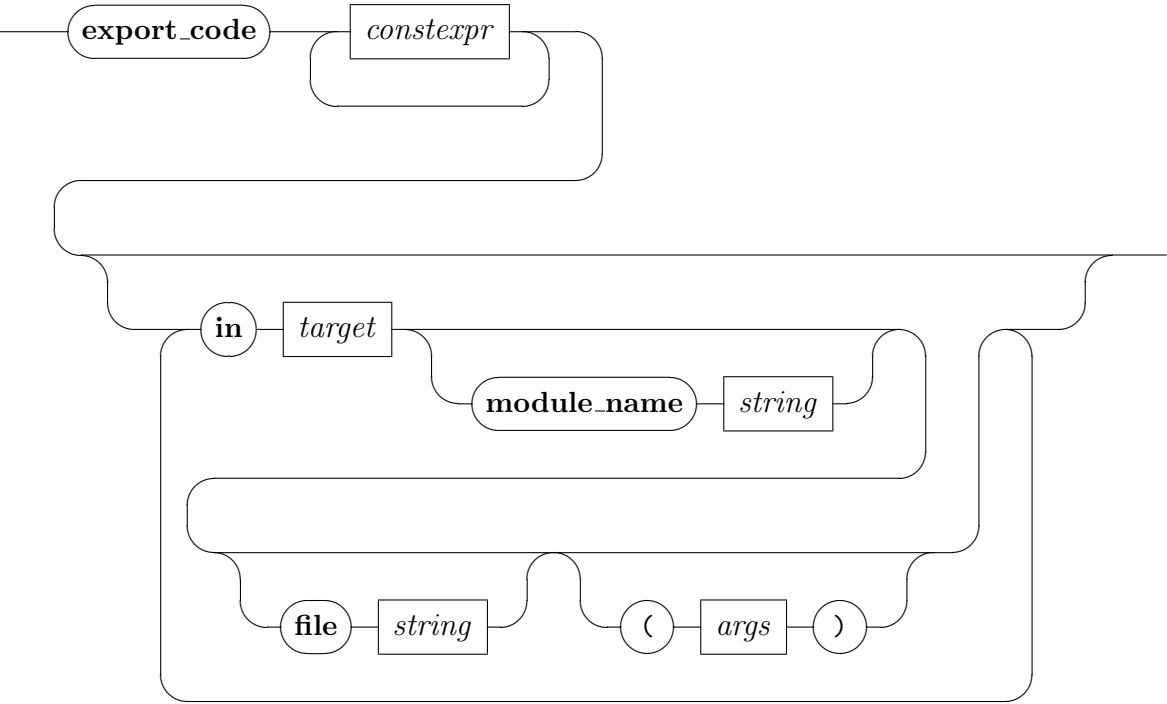 export_code constexpr
in target
module_name string
file string ( args )